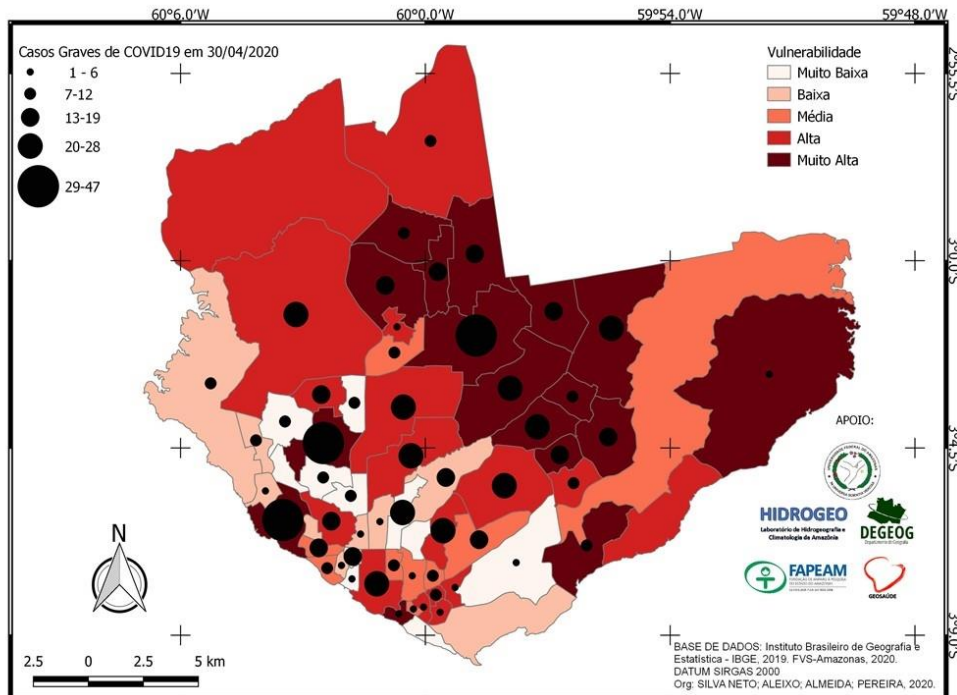 60°6.0'W 60°0.0'W 59°54.0'W 59°48.0'W
Casos Graves de COVID19 em 30/04/2020
1 - 6
7-12
13-19
20-28
29-47
Vulnerabilidade
Muito Baixa
Baixa
Média
Alta
Muito Alta
APOIO:
HIDROGEO
Laboratório de Hidrogeografia e
Climatologia da Amazônia
DEGEOG
Departamento de Geografia
FAPEAM
GEOSAÚDE
N
2.5 0 2.5 5 km
BASE DE DADOS: Instituto Brasileiro de Geografia e
Estatística - IBGE, 2019. FVS-Amazonas, 2020.
DATUM SIRGAS 2000
Org: SILVA NETO; ALEIXO; ALMEIDA; PEREIRA, 2020.